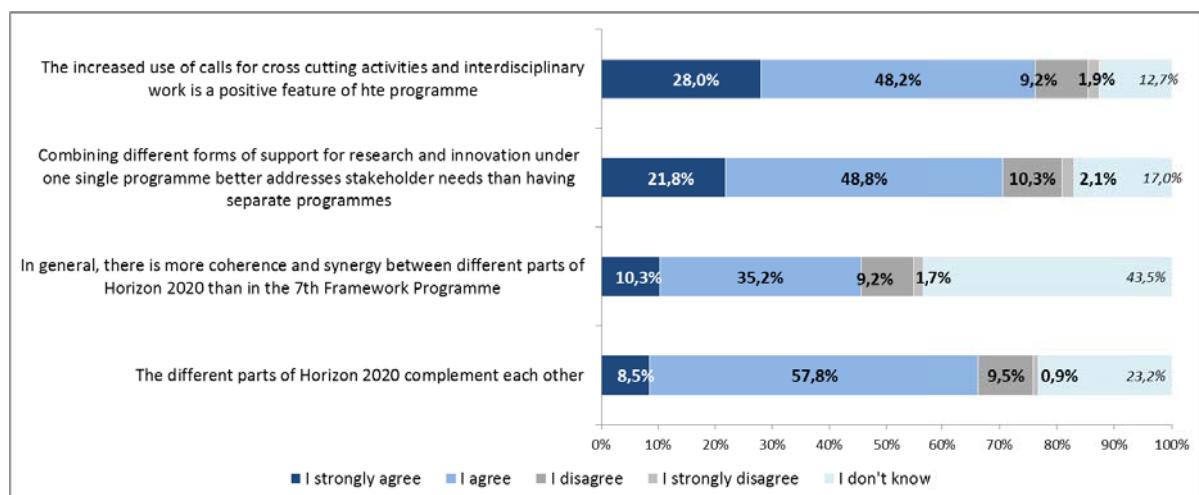 The increased use of calls for cross cutting activities and interdisciplinary
work is a positive feature of hte programme
28,0% 48,2% 9,2% 1,9% 12,7%
Combining different forms of support for research and innovation under
one single programme better addresses stakeholder needs than having
separate programmes
21,8% 48,8% 10,3% 2,1% 17,0%
In general, there is more coherence and synergy between different parts of
Horizon 2020 than in the 7th Framework Programme
10,3% 35,2% 9,2% 1,7% 43,5%
The different parts of Horizon 2020 complement each other
8,5% 57,8% 9,5% 0,9% 23,2%
0% 10% 20% 30% 40% 50% 60% 70% 80% 90% 100%
I strongly agree I agree I disagree I strongly disagree I don't know